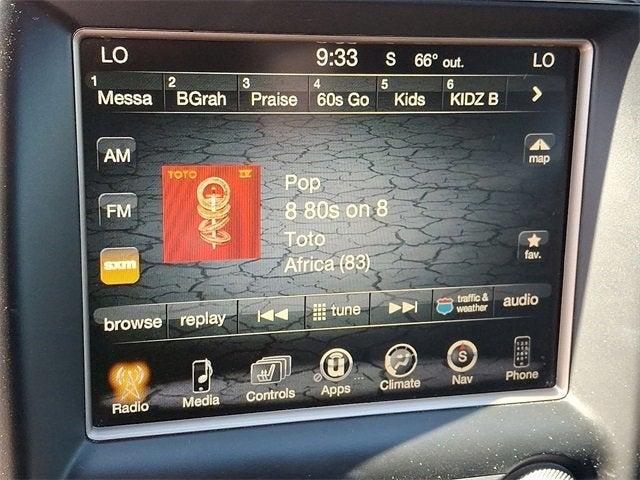 LO 9:33 S 66° out. LO
1 Messa 2 BGrah 3 Praise 4 60s Go 5 Kids 6 KIDZ B
AM
map
TOTO IV
Pop
FM
8 80s on 8
Toto
fav.
sxm
Africa (83)
browse replay tune traffic & weather audio
Radio Media Controls Apps Climate S Nav Phone